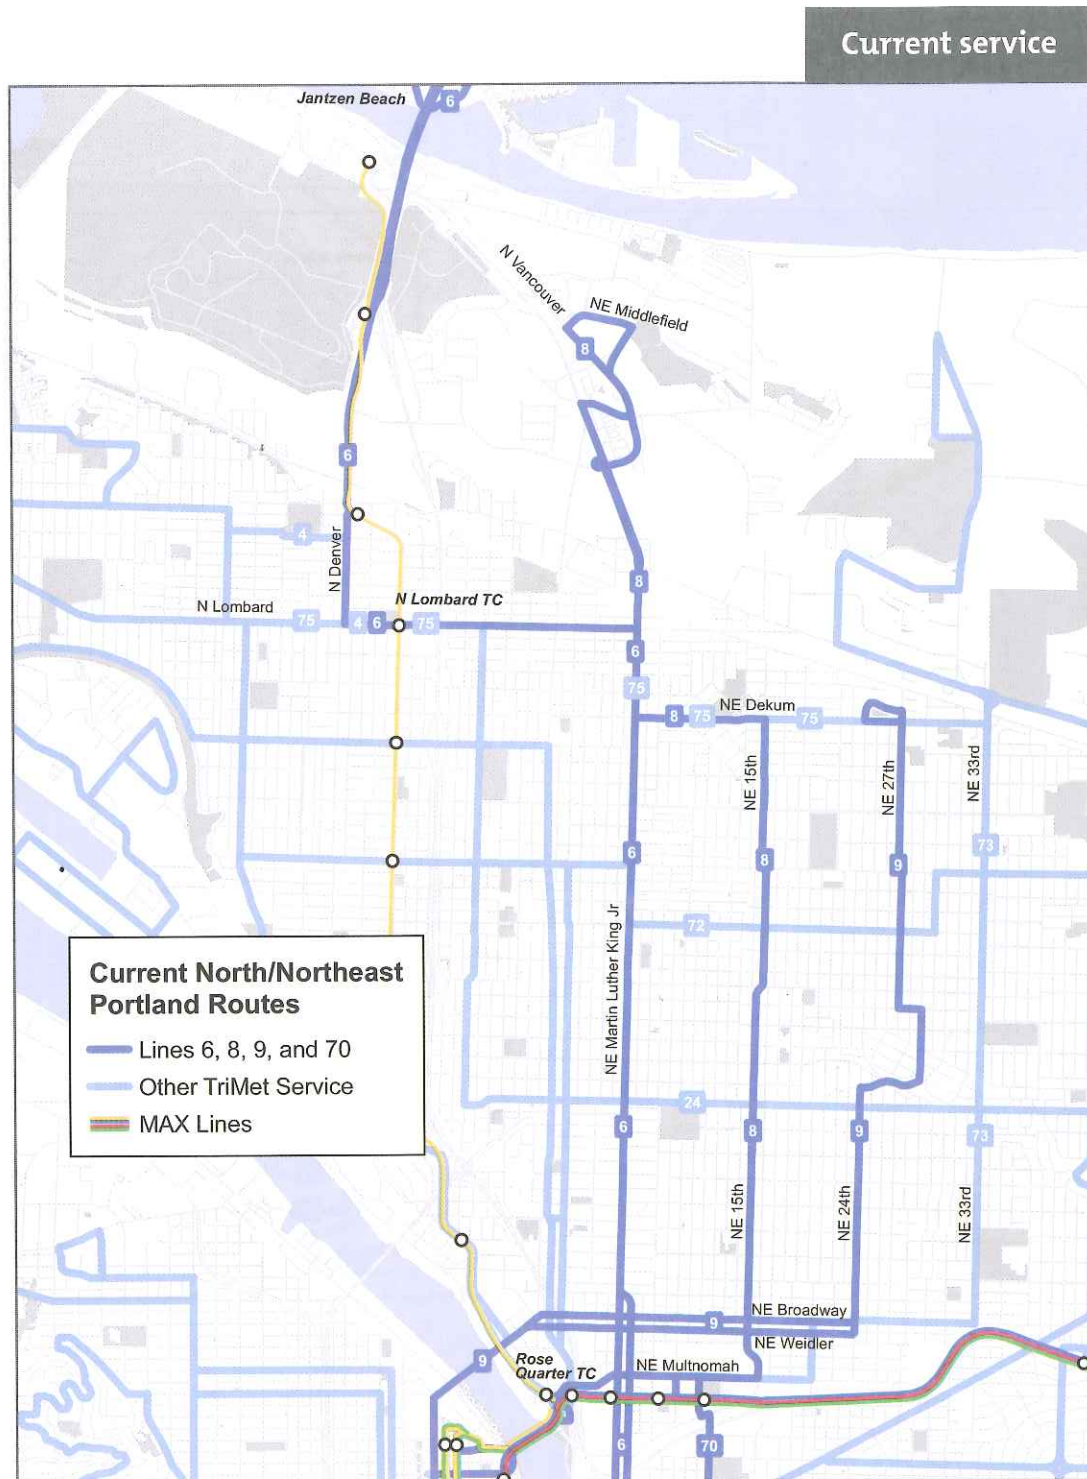 Current service
Jantzen Beach
6
N Vancouver
NE Middlefield
8
6
4
N Denver
8
N Lombard TC
N Lombard
75
4
6
75
6
75
8
75
NE Dekum
75
NE 15th
NE 27th
NE 33rd
6
8
9
73
72
NE Martin Luther King Jr
Current North/Northeast
Portland Routes
Lines 6, 8, 9, and 70
Other TriMet Service
MAX Lines
24
6
8
9
73
NE 15th
NE 24th
NE 33rd
NE Broadway
9
NE Weidler
9
Rose
Quarter TC
NE Multnomah
6
70